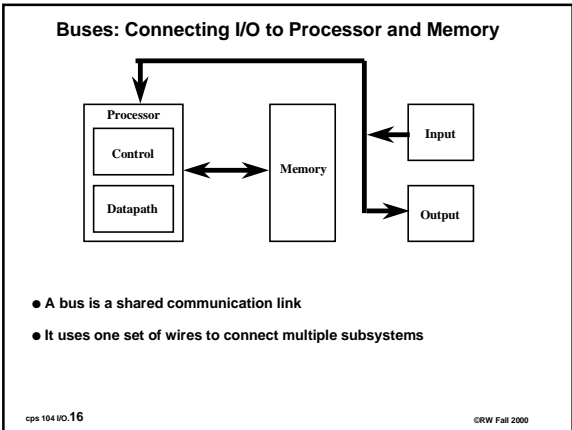 Buses: Connecting I/O to Processor and Memory
Processor
Control
Datapath
Memory
Input
Output
● A bus is a shared communication link
● It uses one set of wires to connect multiple subsystems
cps 104 I/O.16
©RW Fall 2000